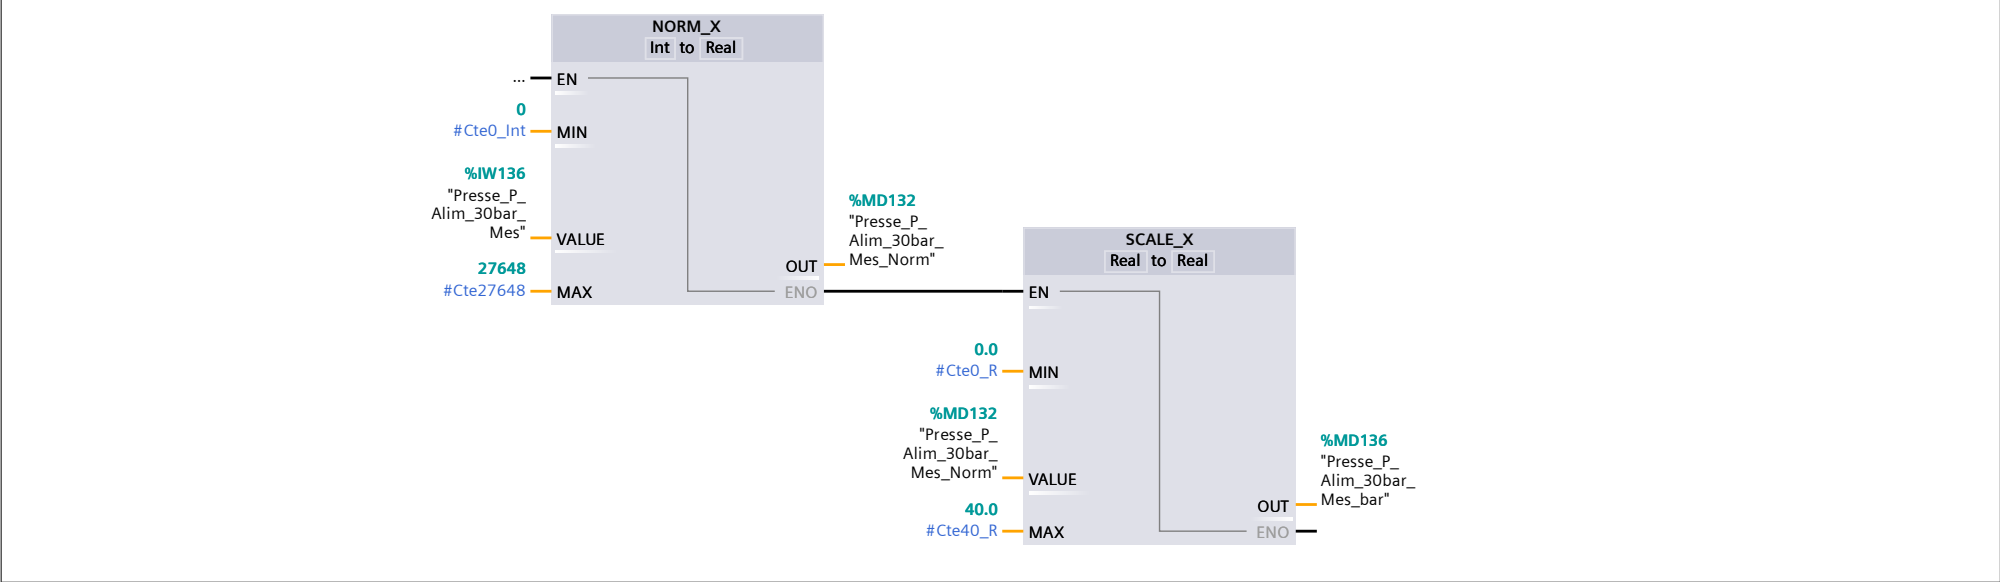 NORM_X
Int to Real
... EN
0
#Cte0_Int MIN
%IW136
"Presse_P_
Alim_30bar_
Mes" VALUE
27648
#Cte27648 MAX
%MD132
"Presse_P_
Alim_30bar_
OUT Mes_Norm"
ENO
SCALE_X
Real to Real
EN
0.0
#Cte0_R MIN
%MD132
"Presse_P_
Alim_30bar_
Mes_Norm" VALUE
40.0
#Cte40_R MAX
%MD136
"Presse_P_
Alim_30bar_
OUT Mes_bar"
ENO